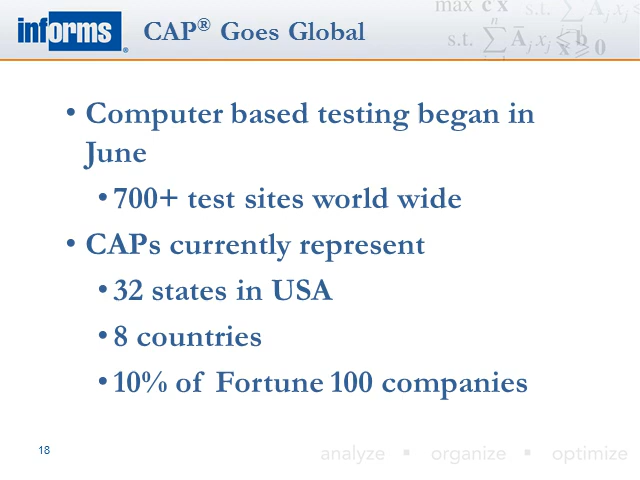 informs®
CAP® Goes Global
max c x
s.t. ∑ A̅ⱼ xⱼ ≤ b
x ≥ 0
• Computer based testing began in
June
• 700+ test sites world wide
• CAPs currently represent
• 32 states in USA
• 8 countries
• 10% of Fortune 100 companies
18
analyze ▪ organize ▪ optimize